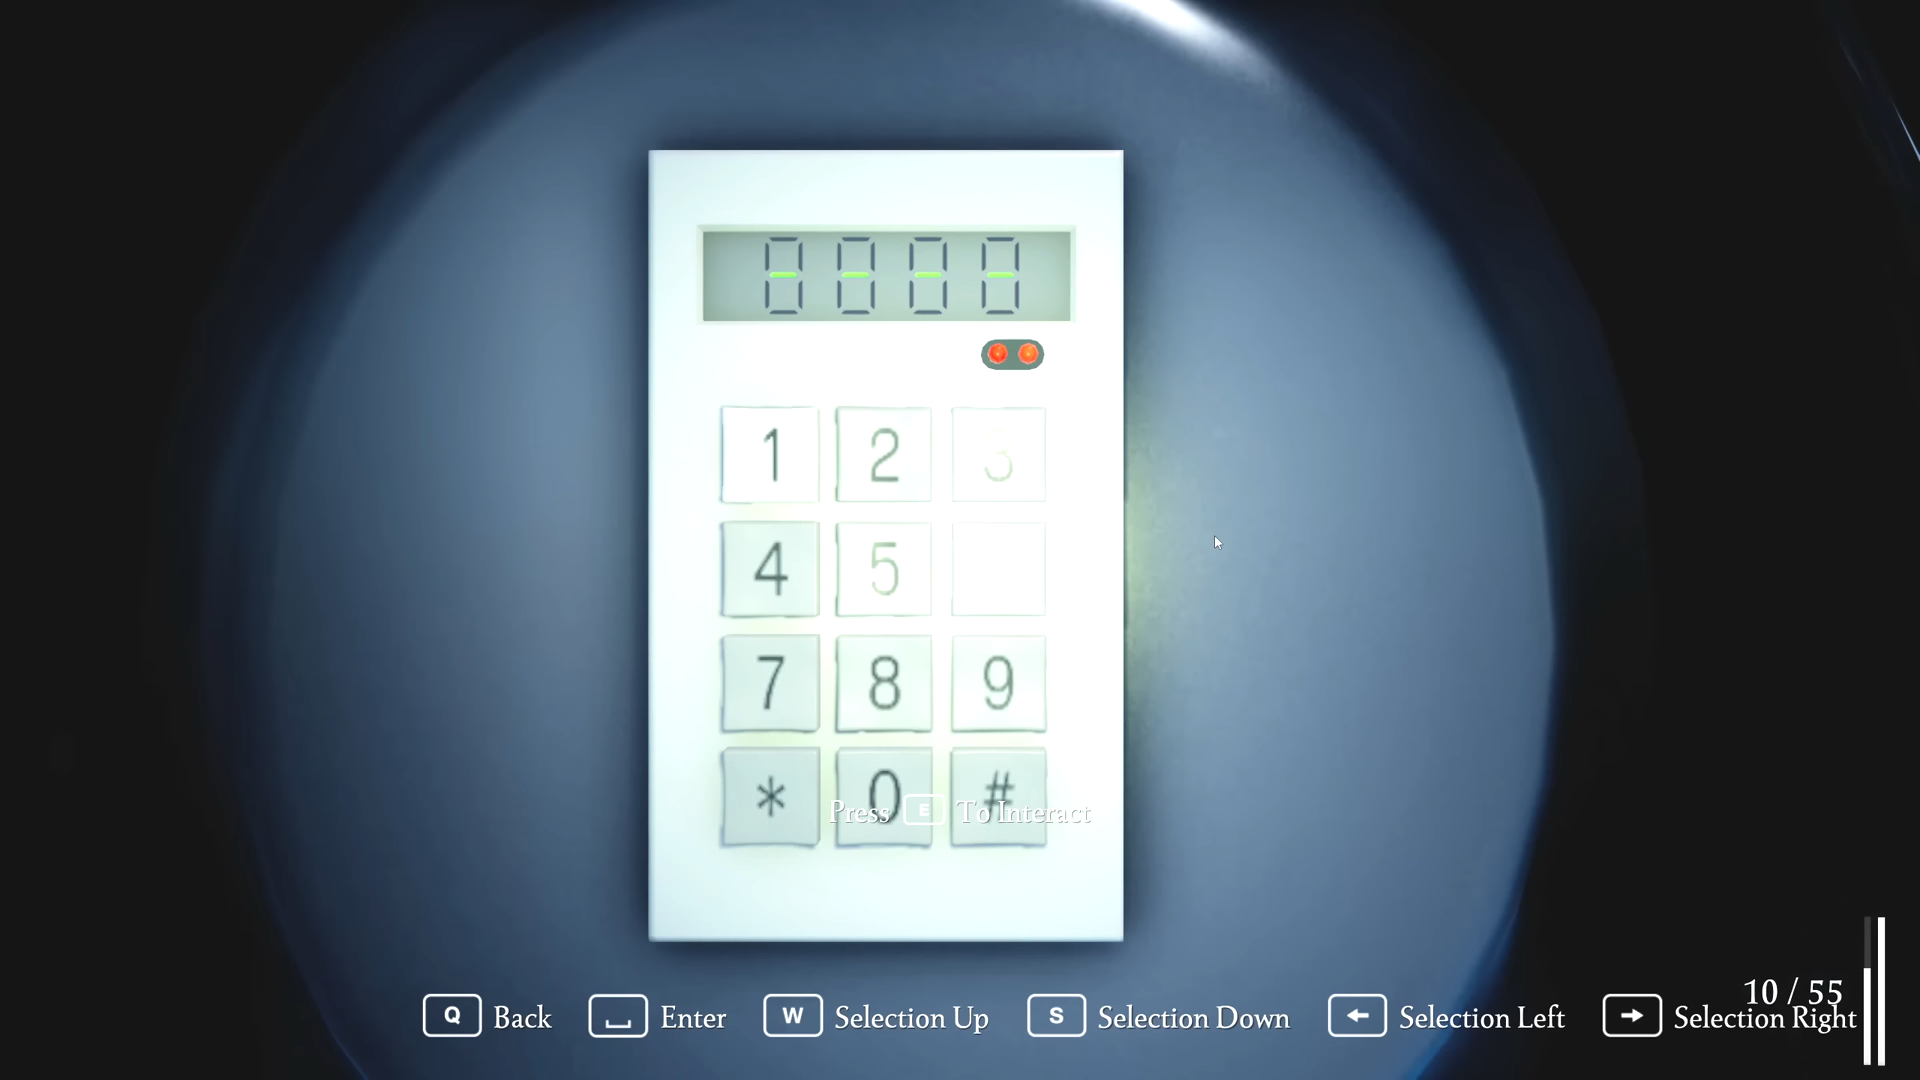 1 2 3
4 5
7 8 9
* 0 #
Press E To Interact
10 / 55
Q Back Enter W Selection Up S Selection Down ← Selection Left → Selection Right